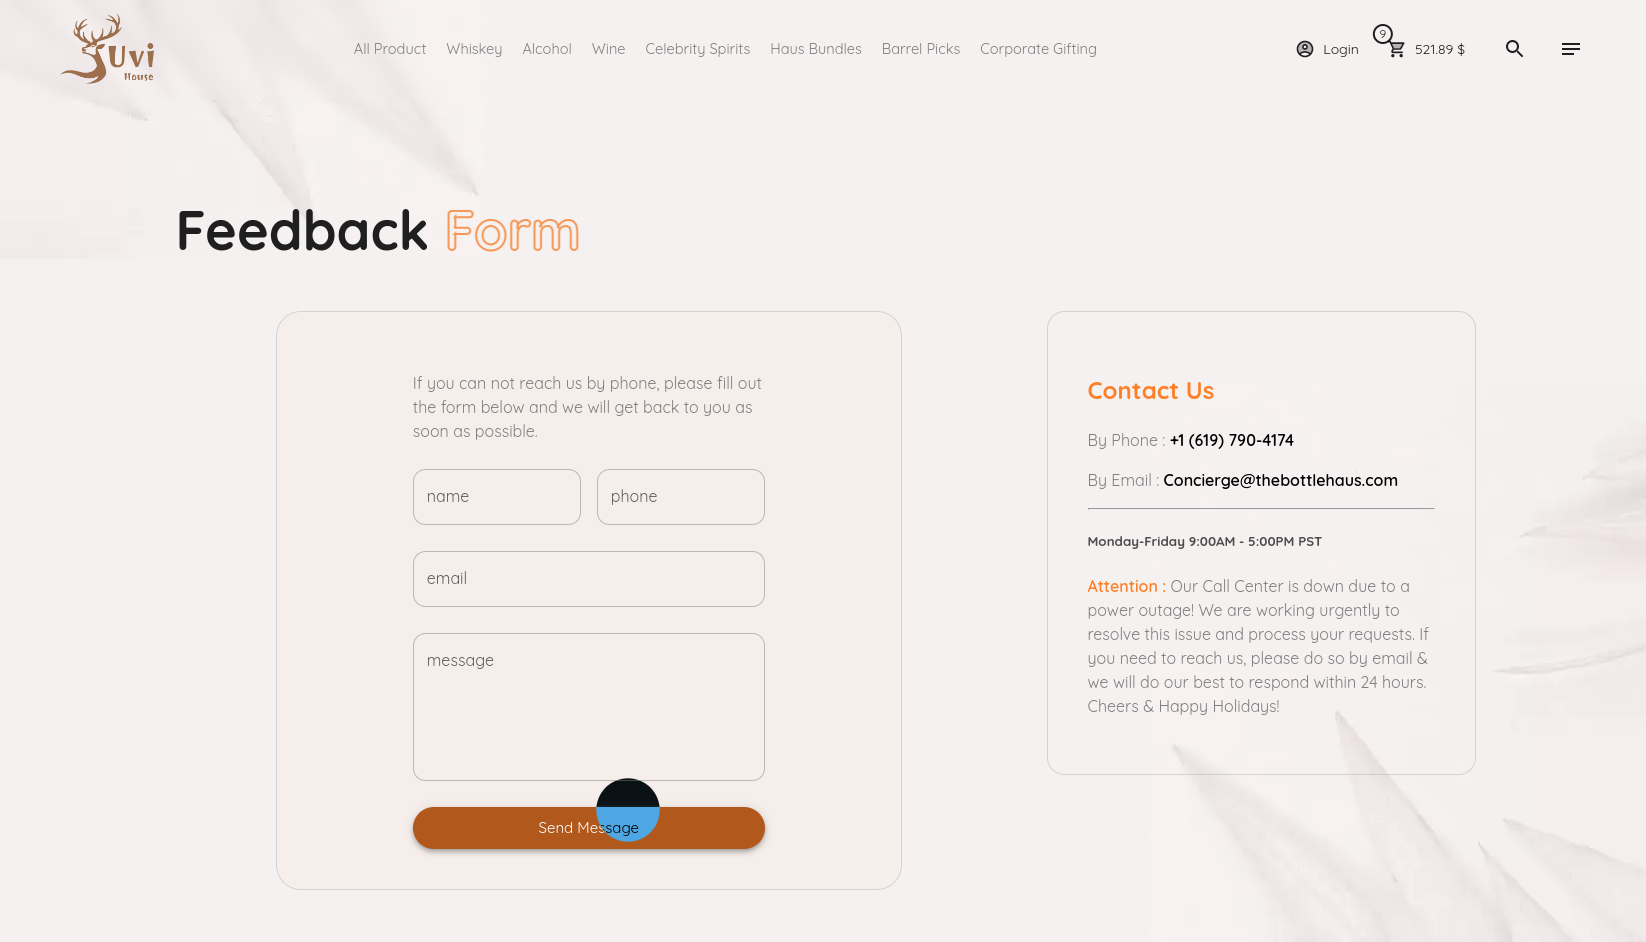 Uvi
House
All Product Whiskey Alcohol Wine Celebrity Spirits Haus Bundles Barrel Picks Corporate Gifting
Login 9 521.89 $
Feedback Form
If you can not reach us by phone, please fill out
the form below and we will get back to you as
soon as possible.
name phone
email
message
Send Message
Contact Us
By Phone : +1 (619) 790-4174
By Email : Concierge@thebottlehaus.com
Monday-Friday 9:00AM - 5:00PM PST
Attention : Our Call Center is down due to a
power outage! We are working urgently to
resolve this issue and process your requests. If
you need to reach us, please do so by email &
we will do our best to respond within 24 hours.
Cheers & Happy Holidays!